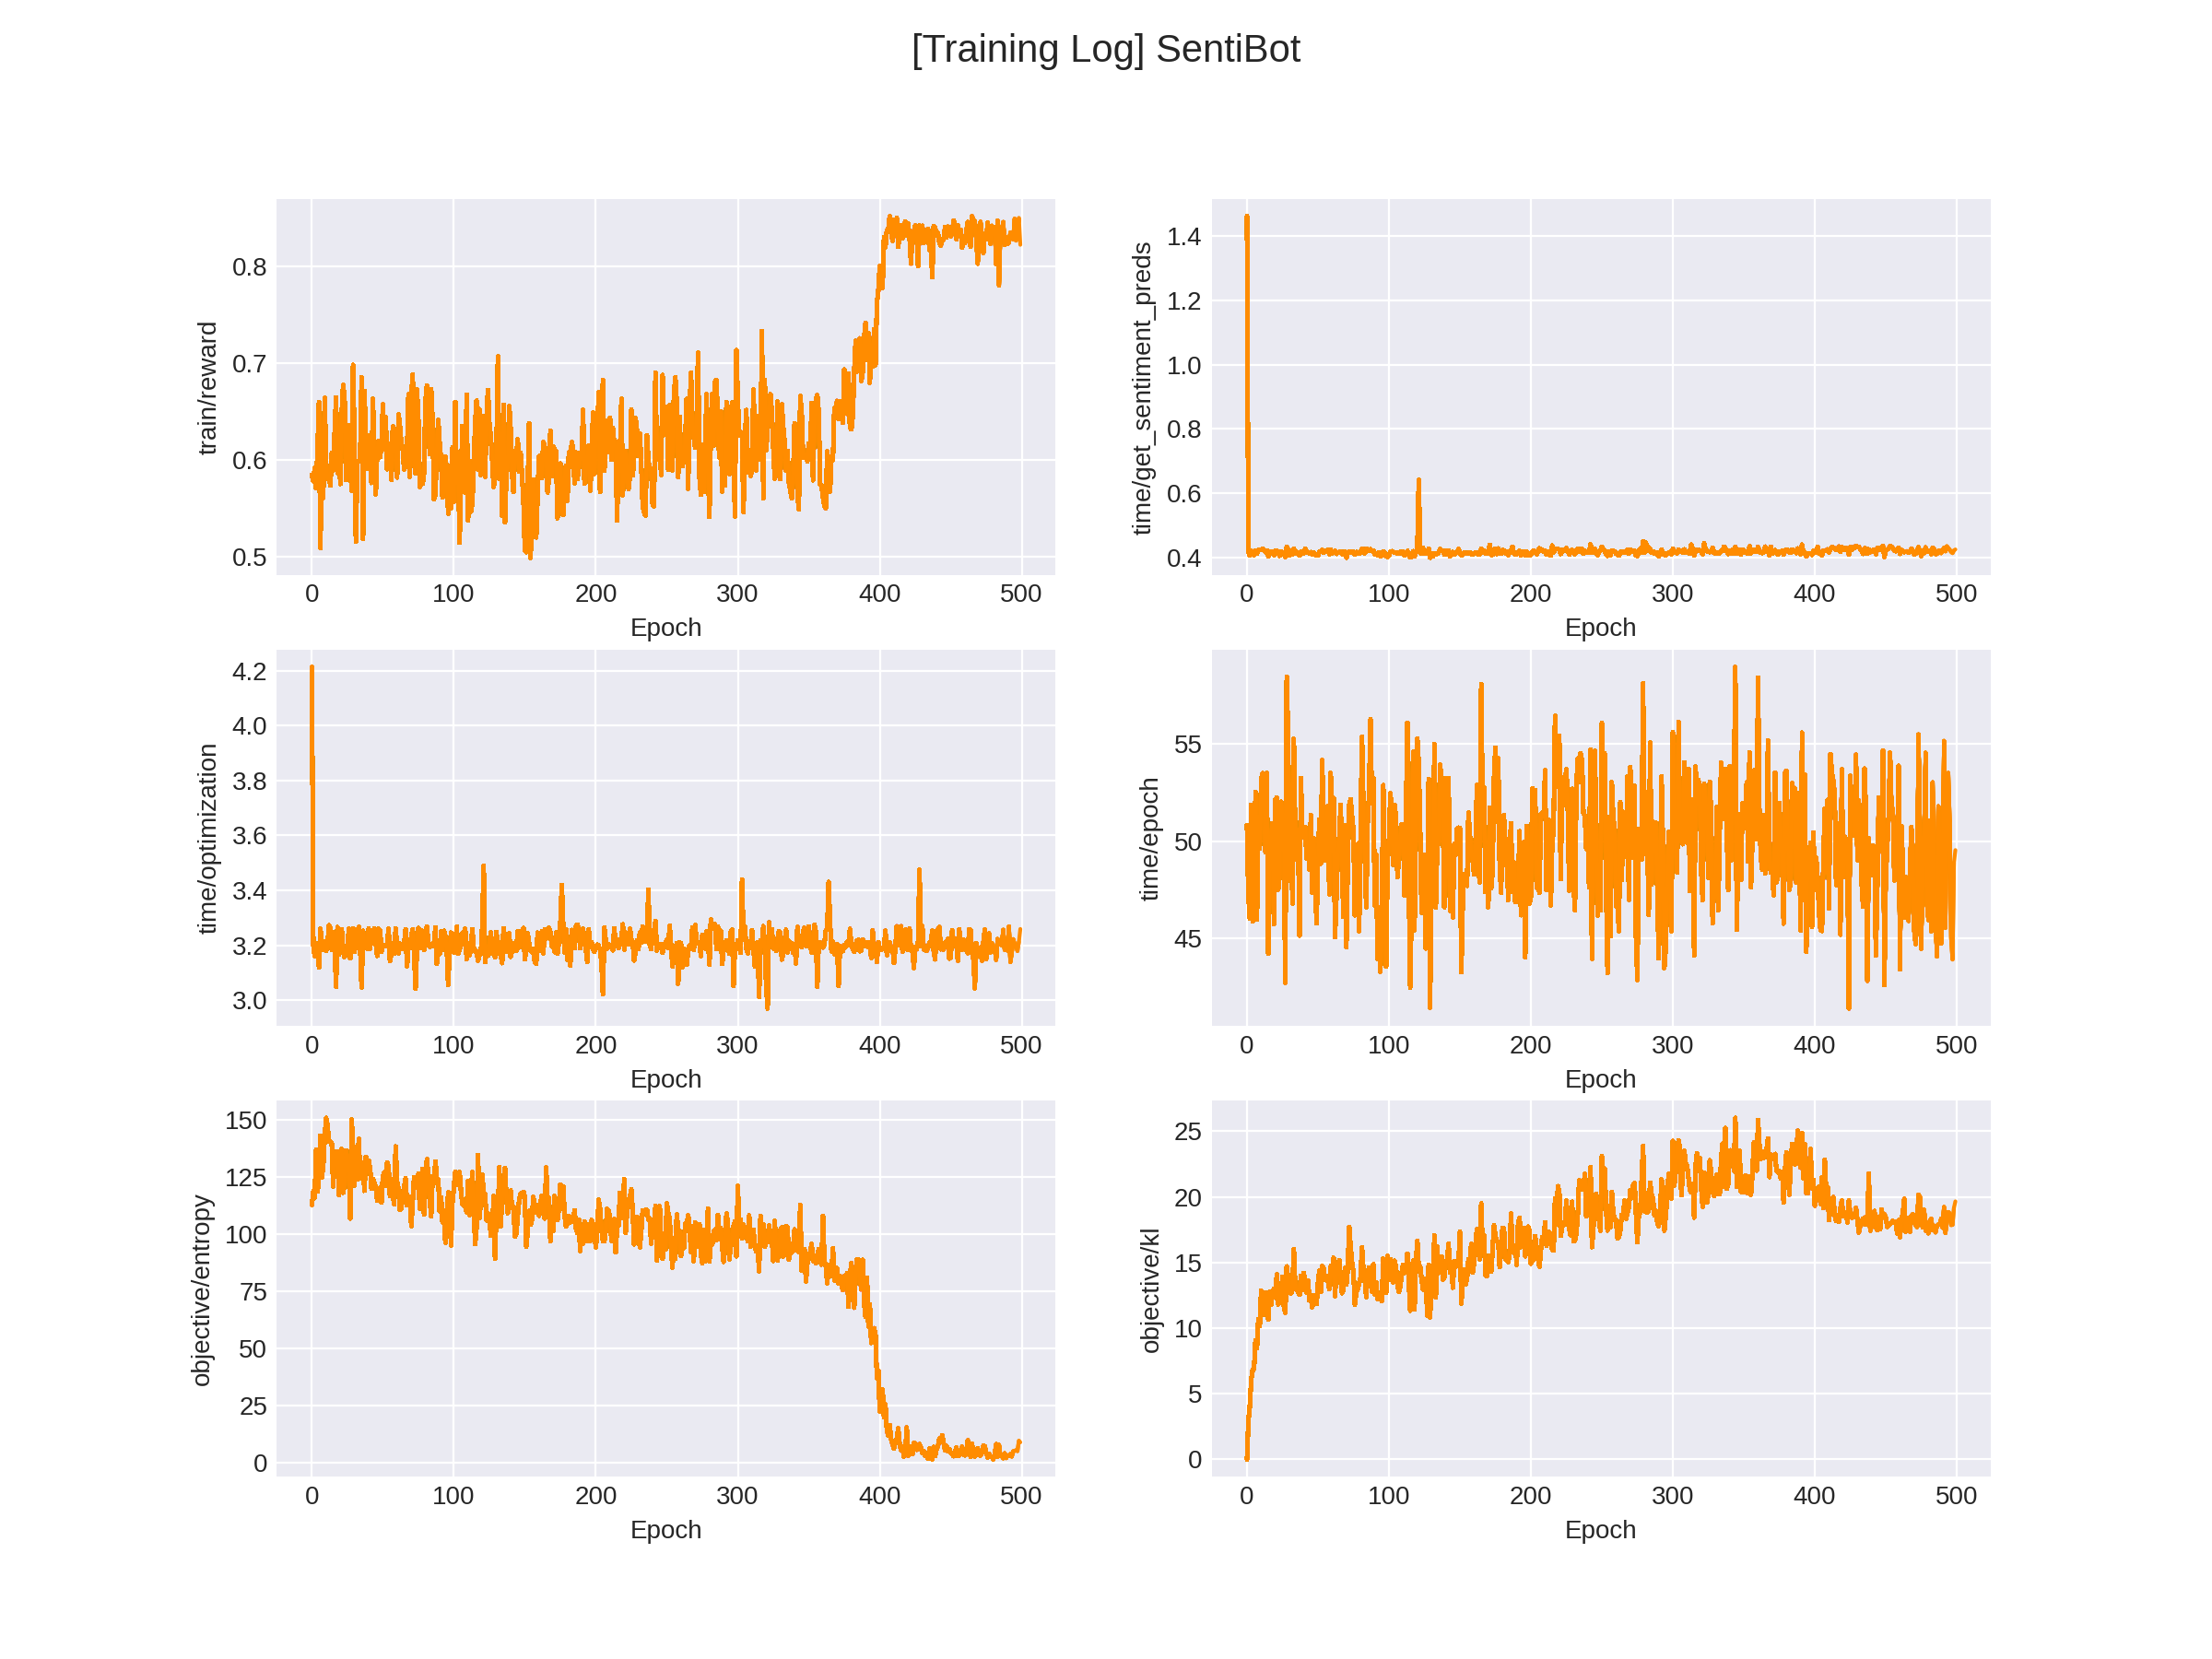 [Training Log] SentiBot
train/reward
0.8
0.7
0.6
0.5
0 100 200 300 400 500
Epoch
time/get_sentiment_preds
1.4
1.2
1.0
0.8
0.6
0.4
0 100 200 300 400 500
Epoch
time/optimization
4.2
4.0
3.8
3.6
3.4
3.2
3.0
0 100 200 300 400 500
Epoch
time/epoch
55
50
45
0 100 200 300 400 500
Epoch
objective/entropy
150
125
100
75
50
25
0
0 100 200 300 400 500
Epoch
objective/kl
25
20
15
10
5
0
0 100 200 300 400 500
Epoch